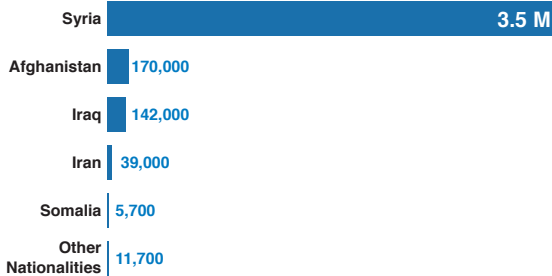 Syria 3.5 M
Afghanistan 170,000
Iraq 142,000
Iran 39,000
Somalia 5,700
Other
Nationalities 11,700